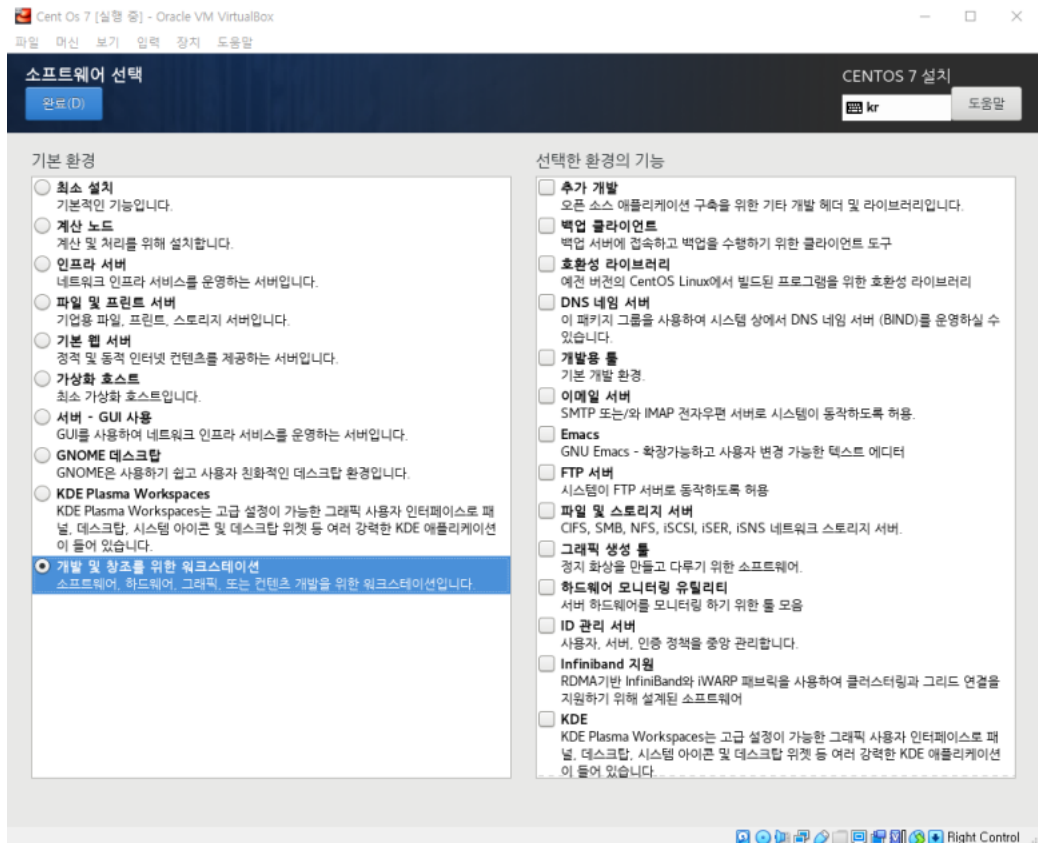 Cent Os 7 [실행 중] - Oracle VM VirtualBox
파일 머신 보기 입력 장치 도움말
소프트웨어 선택
CENTOS 7 설치
완료(D)
kr
도움말
기본 환경
최소 설치
기본적인 기능입니다.
계산 노드
계산 및 처리를 위해 설치합니다.
인프라 서버
네트워크 인프라 서비스를 운영하는 서버입니다.
파일 및 프린트 서버
기업용 파일, 프린트, 스토리지 서버입니다.
기본 웹 서버
정적 및 동적 인터넷 컨텐츠를 제공하는 서버입니다.
가상화 호스트
최소 가상화 호스트입니다.
서버 - GUI 사용
GUI를 사용하여 네트워크 인프라 서비스를 운영하는 서버입니다.
GNOME 데스크탑
GNOME은 사용하기 쉽고 사용자 친화적인 데스크탑 환경입니다.
KDE Plasma Workspaces
KDE Plasma Workspaces는 고급 설정이 가능한 그래픽 사용자 인터페이스로 패
널, 데스크탑, 시스템 아이콘 및 데스크탑 위젯 등 여러 강력한 KDE 애플리케이션
이 들어 있습니다.
개발 및 창조를 위한 워크스테이션
소프트웨어, 하드웨어, 그래픽, 또는 컨텐츠 개발을 위한 워크스테이션입니다.
선택한 환경의 기능
추가 개발
오픈 소스 애플리케이션 구축을 위한 기타 개발 헤더 및 라이브러리입니다.
백업 클라이언트
백업 서버에 접속하고 백업을 수행하기 위한 클라이언트 도구
호환성 라이브러리
예전 버전의 CentOS Linux에서 빌드된 프로그램을 위한 호환성 라이브러리
DNS 네임 서버
이 패키지 그룹을 사용하여 시스템 상에서 DNS 네임 서버 (BIND)를 운영하실 수
있습니다.
개발용 툴
기본 개발 환경.
이메일 서버
SMTP 또는/와 IMAP 전자우편 서버로 시스템이 동작하도록 허용.
Emacs
GNU Emacs - 확장가능하고 사용자 변경 가능한 텍스트 에디터
FTP 서버
시스템이 FTP 서버로 동작하도록 허용
파일 및 스토리지 서버
CIFS, SMB, NFS, iSCSI, iSER, iSNS 네트워크 스토리지 서버.
그래픽 생성 툴
정지 화상을 만들고 다루기 위한 소프트웨어.
하드웨어 모니터링 유틸리티
서버 하드웨어를 모니터링 하기 위한 툴 모음
ID 관리 서버
사용자, 서버, 인증 정책을 중앙 관리합니다.
Infiniband 지원
RDMA기반 InfiniBand와 iWARP 패브릭을 사용하여 클러스터링과 그리드 연결을
지원하기 위해 설계된 소프트웨어
KDE
KDE Plasma Workspaces는 고급 설정이 가능한 그래픽 사용자 인터페이스로 패
널, 데스크탑, 시스템 아이콘 및 데스크탑 위젯 등 여러 강력한 KDE 애플리케이션
이 들어 있습니다.
Right Control